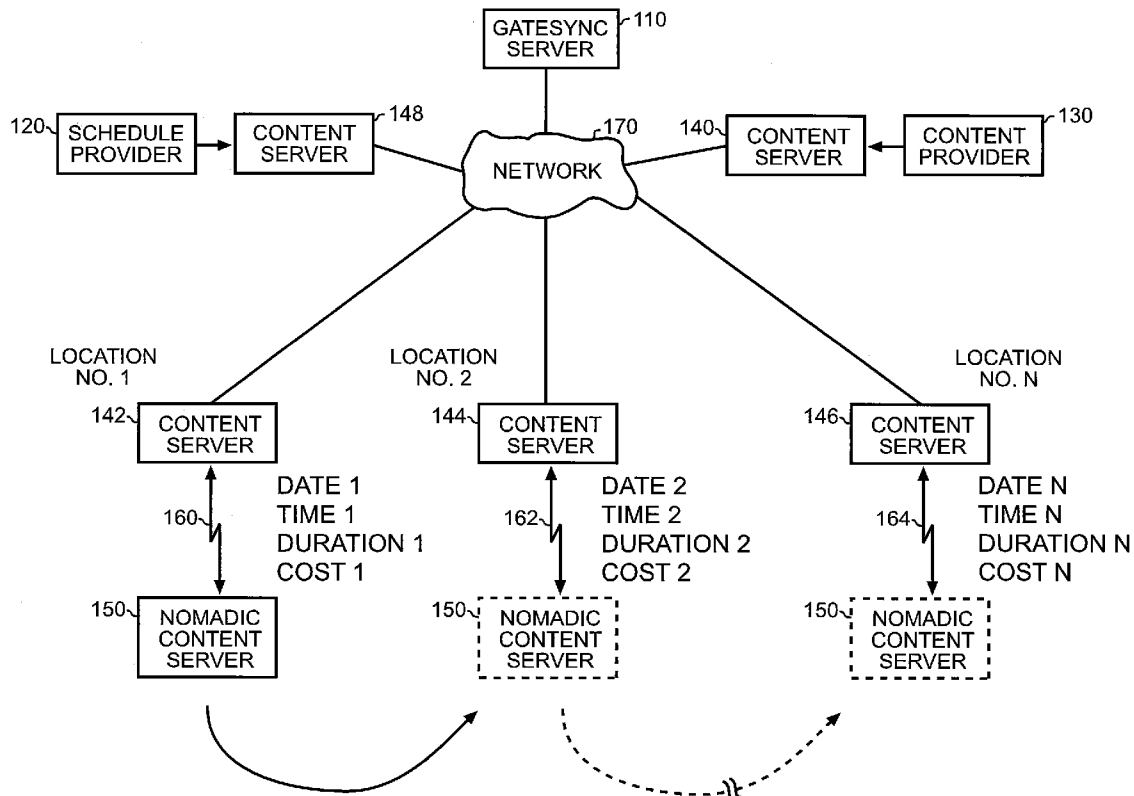 GATESYNC
SERVER
110
120
SCHEDULE
PROVIDER
CONTENT
SERVER
148
NETWORK
170
140
CONTENT
SERVER
CONTENT
PROVIDER
130
LOCATION
NO. 1
LOCATION
NO. 2
LOCATION
NO. N
142
CONTENT
SERVER
144
CONTENT
SERVER
146
CONTENT
SERVER
160
DATE 1
TIME 1
DURATION 1
COST 1
162
DATE 2
TIME 2
DURATION 2
COST 2
164
DATE N
TIME N
DURATION N
COST N
150
NOMADIC
CONTENT
SERVER
150
NOMADIC
CONTENT
SERVER
150
NOMADIC
CONTENT
SERVER